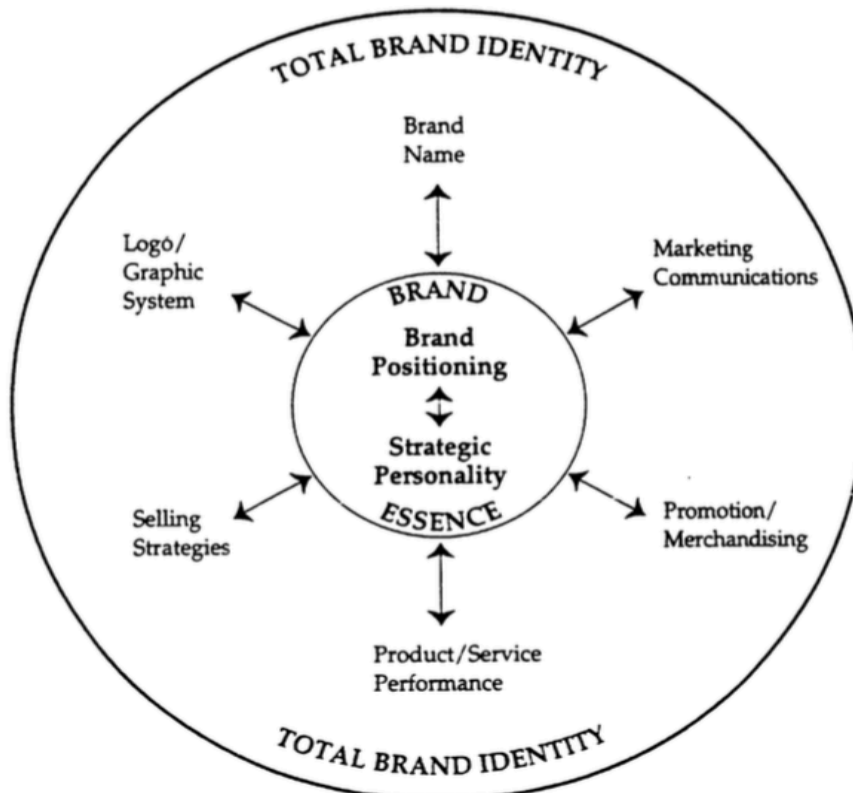 TOTAL BRAND IDENTITY
Brand
Name
Logo/
Graphic
System
Marketing
Communications
BRAND
Brand
Positioning
Strategic
Personality
ESSENCE
Selling
Strategies
Promotion/
Merchandising
Product/Service
Performance
TOTAL BRAND IDENTITY